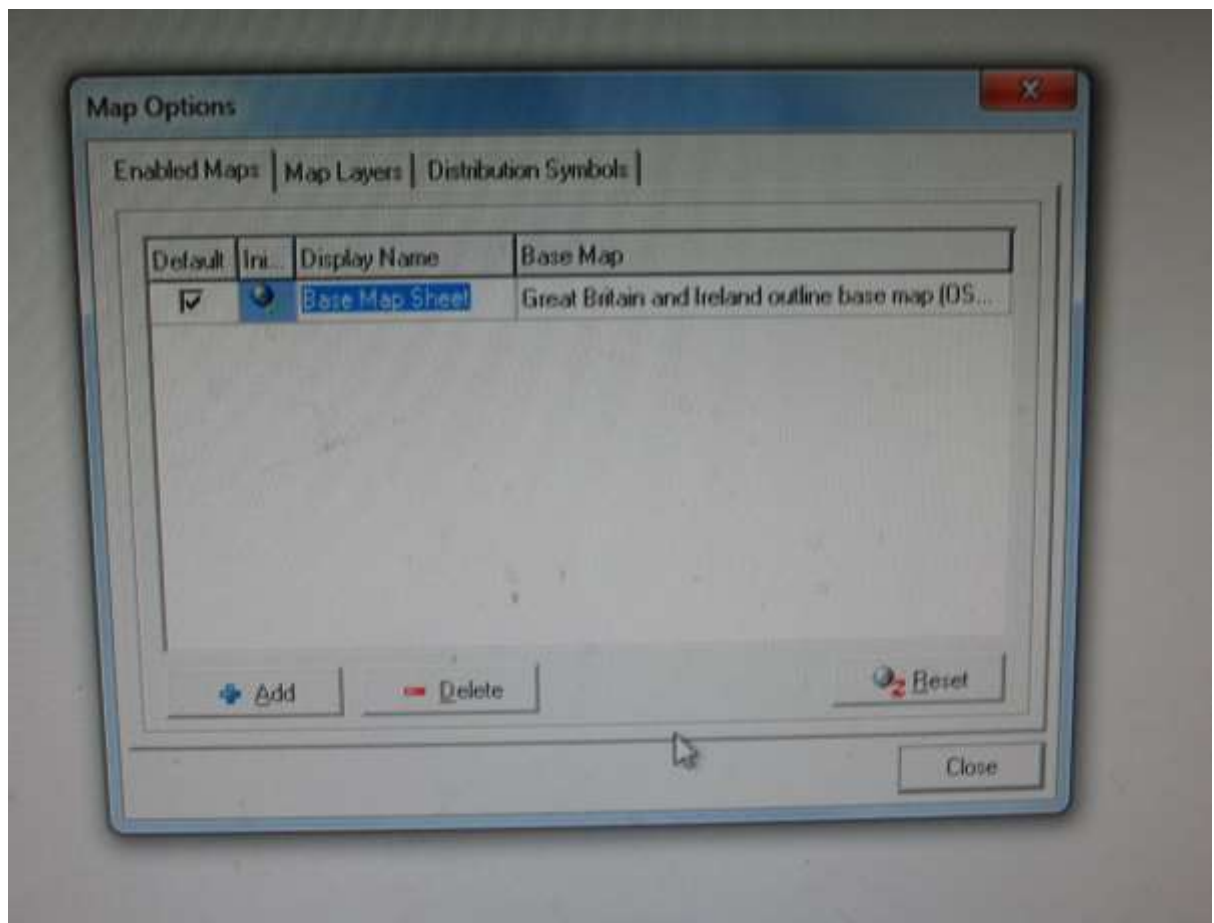 Map Options
Enabled Maps Map Layers Distribution Symbols
Default Ini... Display Name Base Map
Base Map Sheet Great Britain and Ireland outline base map (OS...
Add Delete Reset
Close